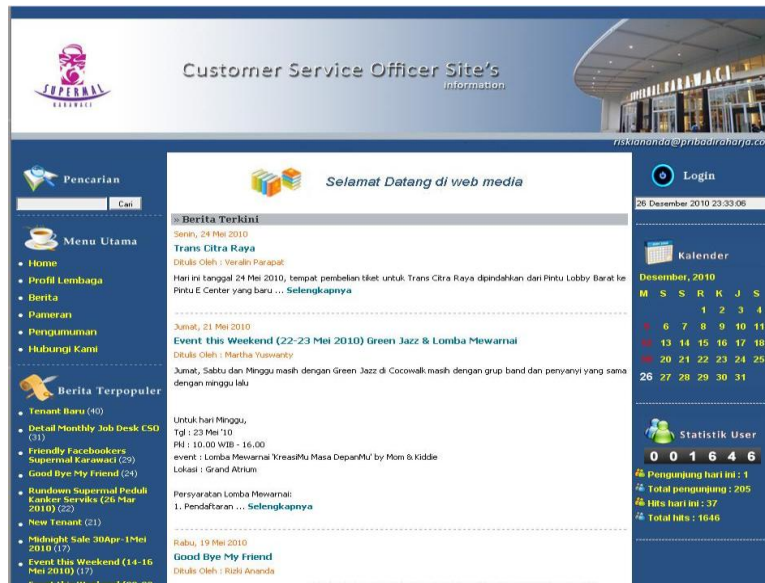 SUPERMAL
KARAWACI
Customer Service Officer Site's
information
SUPERMAL KARAWACI
Pencarian
Cari
Menu Utama
Home
Profil Lembaga
Berita
Pameran
Pengumuman
Hubungi Kami
Berita Terpopuler
Tenant Baru (40)
Detail Monthly Job Desk CSO
(31)
Friendly Facebookers
Supermal Karawaci (29)
Good Bye My Friend (24)
Rundown Supermal Peduli
Kanker Serviks (26 Mar
2010) (22)
New Tenant (21)
Midnight Sale 30Apr-1Mei
2010 (17)
Event this Weekend (14-16
Mei 2010) (17)
Selamat Datang di web media
» Berita Terkini
Senin, 24 Mei 2010
Trans Citra Raya
Ditulis Oleh : Veralin Parapat
Hari ini tanggal 24 Mei 2010, tempat pembelian tiket untuk Trans Citra Raya dipindahkan dari Pintu Lobby Barat ke
Pintu E Center yang baru ... Selengkapnya
Jumat, 21 Mei 2010
Event this Weekend (22-23 Mei 2010) Green Jazz & Lomba Mewarnai
Ditulis Oleh : Martha Yuswanty
Jumat, Sabtu dan Minggu masih dengan Green Jazz di Cocowalk masih dengan grup band dan penyanyi yang sama
dengan minggu lalu
Untuk hari Minggu,
Tgl : 23 Mei '10
Pkl : 10.00 WIB - 16.00
event : Lomba Mewarnai 'KreasiMu Masa DepanMu' by Mom & Kiddie
Lokasi : Grand Atrium
Persyaratan Lomba Mewarnai:
1. Pendaftaran ... Selengkapnya
Rabu, 19 Mei 2010
Good Bye My Friend
Ditulis Oleh : Rizki Ananda
riskiananda@pribadiraharja.co
Login
26 Desember 2010 23:33:06
Kalender
Desember, 2010
M S S R K J S
1 2 3 4
5 6 7 8 9 10 11
12 13 14 15 16 17 18
19 20 21 22 23 24 25
26 27 28 29 30 31
Statistik User
0 0 1 6 4 6
Pengunjung hari ini : 1
Total pengunjung : 205
Hits hari ini : 37
Total hits : 1646